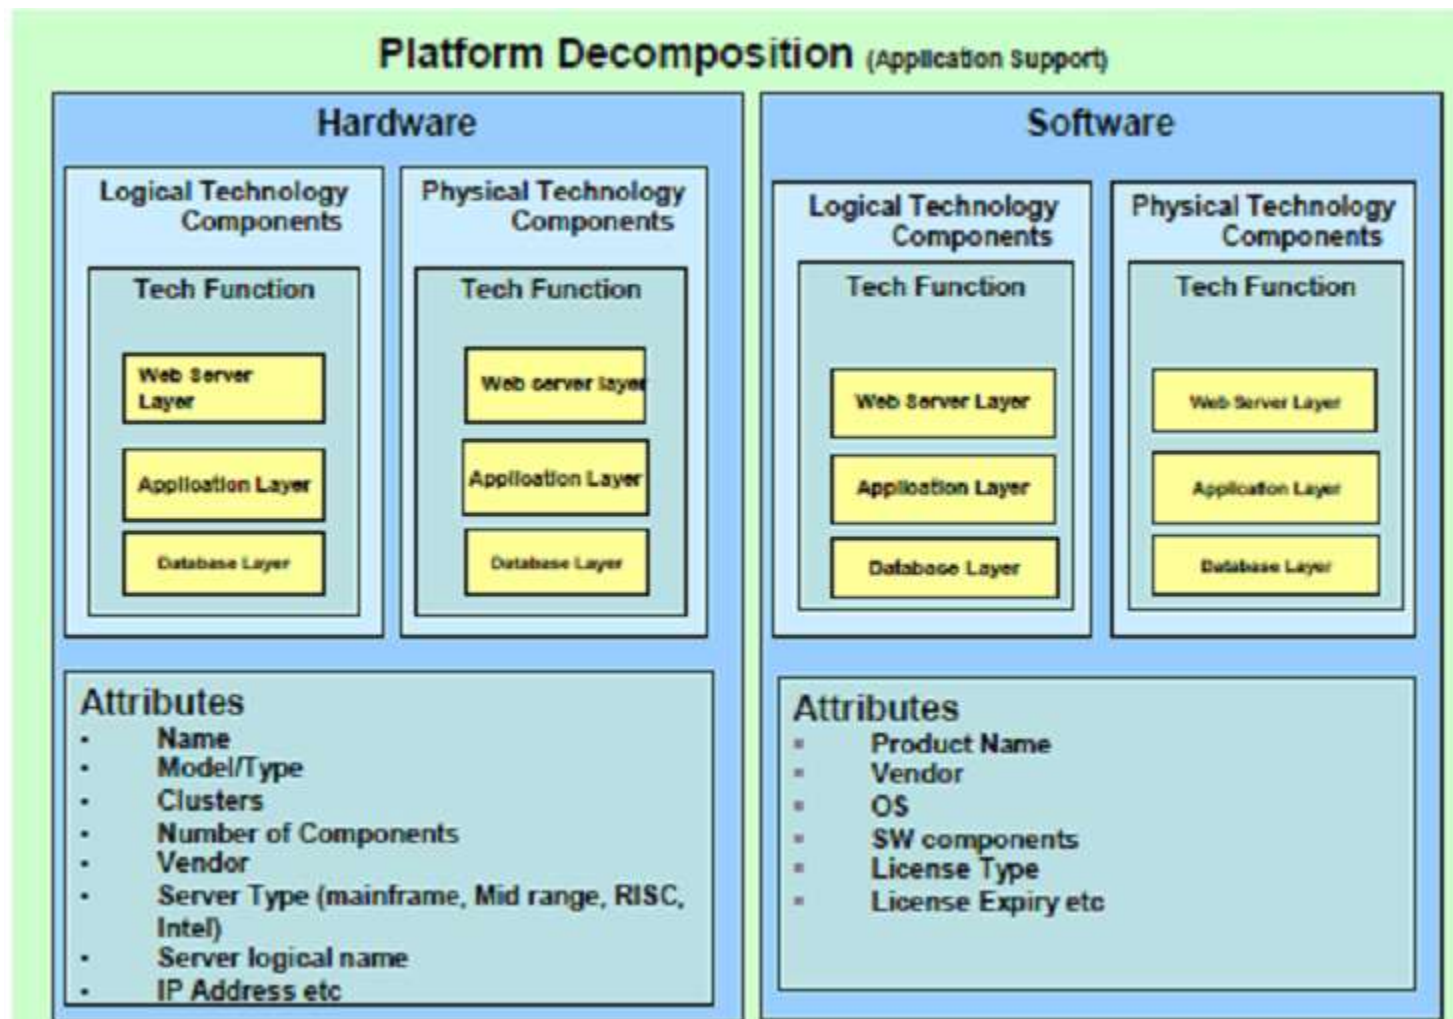 Platform Decomposition (Application Support)
Hardware
Logical Technology
Components
Tech Function
Web Server
Layer
Application Layer
Database Layer
Physical Technology
Components
Tech Function
Web server layer
Application Layer
Database Layer
Attributes
• Name
• Model/Type
• Clusters
• Number of Components
• Vendor
• Server Type (mainframe, Mid range, RISC,
Intel)
• Server logical name
• IP Address etc
Software
Logical Technology
Components
Tech Function
Web Server Layer
Application Layer
Database Layer
Physical Technology
Components
Tech Function
Web Server Layer
Application Layer
Database Layer
Attributes
▪ Product Name
▪ Vendor
▪ OS
▪ SW components
▪ License Type
▪ License Expiry etc